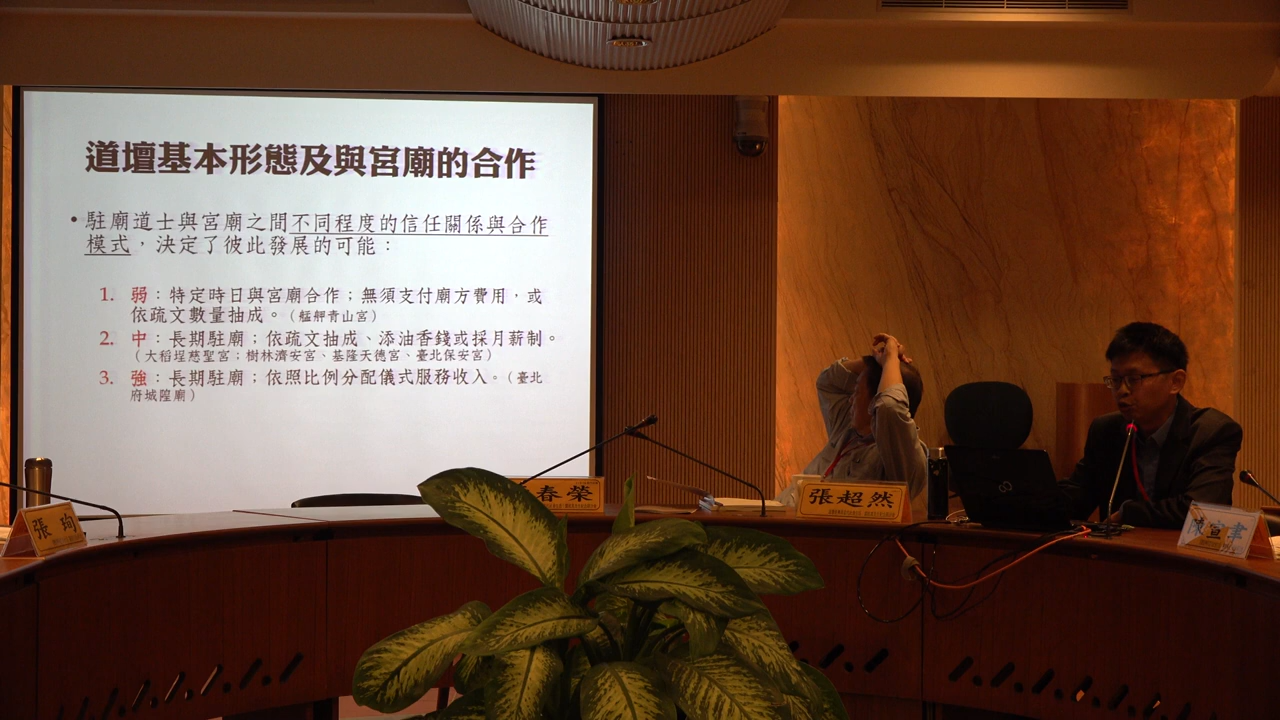 道壇基本形態及與宮廟的合作
•駐廟道士與宮廟之間不同程度的信任關係與合作
模式，決定了彼此發展的可能：
1. 弱：特定時日與宮廟合作；無須支付廟方費用，或
依疏文數量抽成。（艋舺青山宮）
2. 中：長期駐廟；依疏文抽成、添油香錢或採月薪制。
（大稻埕慈聖宮；樹林濟安宮、基隆天德宮、臺北保安宮）
3. 強：長期駐廟；依照比例分配儀式服務收入。（臺北
府城隍廟）
張珣
春榮
張超然
陳宣聿